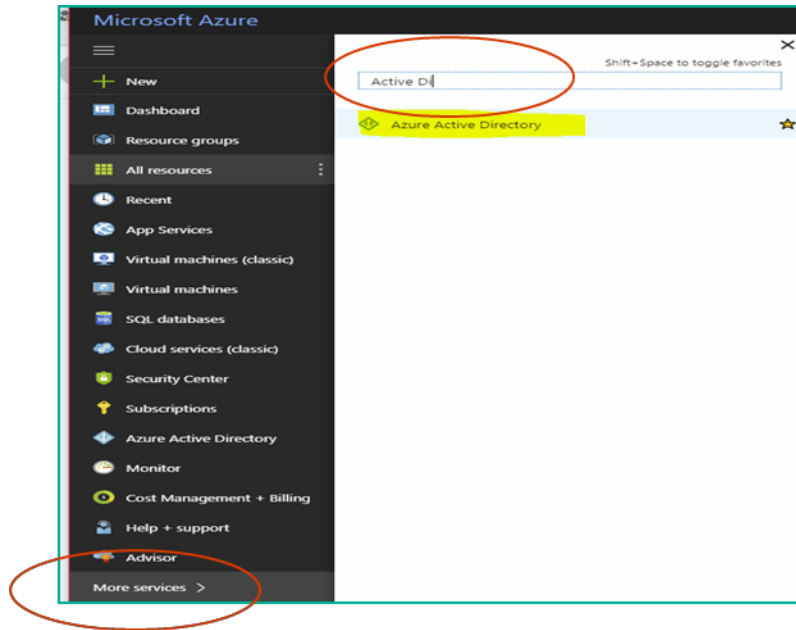 Microsoft Azure
New
Dashboard
Resource groups
All resources
Recent
App Services
Virtual machines (classic)
Virtual machines
SQL databases
Cloud services (classic)
Security Center
Subscriptions
Azure Active Directory
Monitor
Cost Management + Billing
Help + support
Advisor
More services >
Shift+Space to toggle favorites
Active Di
Azure Active Directory